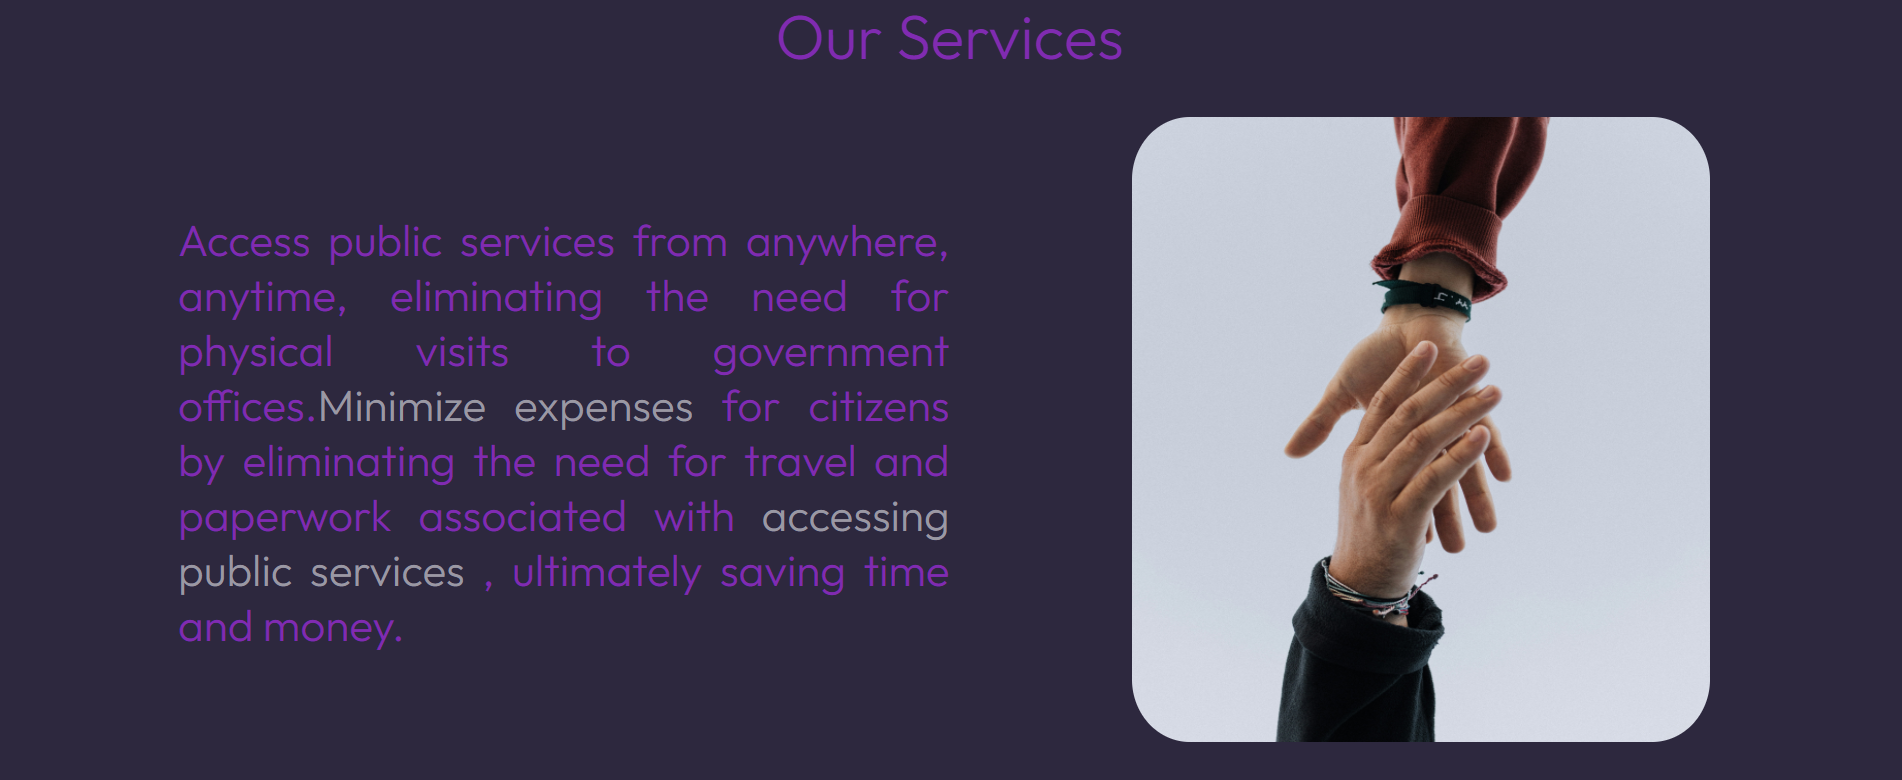 Our Services
Access public services from anywhere,
anytime, eliminating the need for
physical visits to government
offices.Minimize expenses for citizens
by eliminating the need for travel and
paperwork associated with accessing
public services , ultimately saving time
and money.